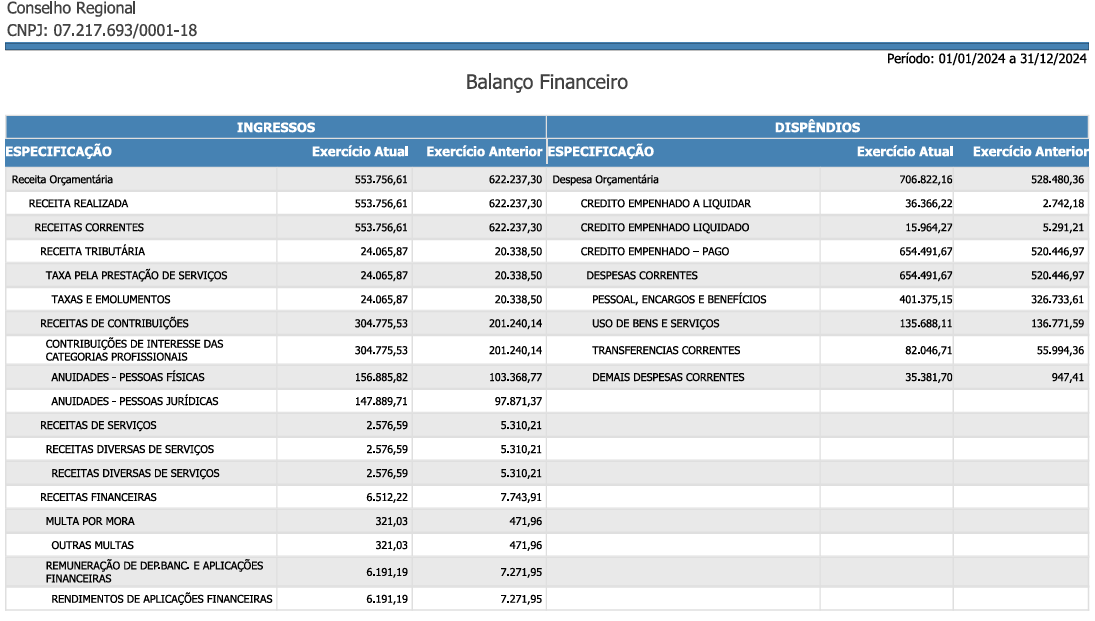 Conselho Regional
CNPJ: 07.217.693/0001-18
Período: 01/01/2024 a 31/12/2024
Balanço Financeiro
INGRESSOS DISPÊNDIOS
ESPECIFICAÇÃO Exercício Atual Exercício Anterior ESPECIFICAÇÃO Exercício Atual Exercício Anterior
Receita Orçamentária 553.756,61 622.237,30 Despesa Orçamentária 706.822,16 528.480,36
RECEITA REALIZADA 553.756,61 622.237,30 CREDITO EMPENHADO A LIQUIDAR 36.366,22 2.742,18
RECEITAS CORRENTES 553.756,61 622.237,30 CREDITO EMPENHADO LIQUIDADO 15.964,27 5.291,21
RECEITA TRIBUTÁRIA 24.065,87 20.338,50 CREDITO EMPENHADO – PAGO 654.491,67 520.446,97
TAXA PELA PRESTAÇÃO DE SERVIÇOS 24.065,87 20.338,50 DESPESAS CORRENTES 654.491,67 520.446,97
TAXAS E EMOLUMENTOS 24.065,87 20.338,50 PESSOAL, ENCARGOS E BENEFÍCIOS 401.375,15 326.733,61
RECEITAS DE CONTRIBUIÇÕES 304.775,53 201.240,14 USO DE BENS E SERVIÇOS 135.688,11 136.771,59
CONTRIBUIÇÕES DE INTERESSE DAS
CATEGORIAS PROFISSIONAIS 304.775,53 201.240,14 TRANSFERENCIAS CORRENTES 82.046,71 55.994,36
ANUIDADES - PESSOAS FÍSICAS 156.885,82 103.368,77 DEMAIS DESPESAS CORRENTES 35.381,70 947,41
ANUIDADES - PESSOAS JURÍDICAS 147.889,71 97.871,37
RECEITAS DE SERVIÇOS 2.576,59 5.310,21
RECEITAS DIVERSAS DE SERVIÇOS 2.576,59 5.310,21
RECEITAS DIVERSAS DE SERVIÇOS 2.576,59 5.310,21
RECEITAS FINANCEIRAS 6.512,22 7.743,91
MULTA POR MORA 321,03 471,96
OUTRAS MULTAS 321,03 471,96
REMUNERAÇÃO DE DEP.BANC. E APLICAÇÕES
FINANCEIRAS 6.191,19 7.271,95
RENDIMENTOS DE APLICAÇÕES FINANCEIRAS 6.191,19 7.271,95